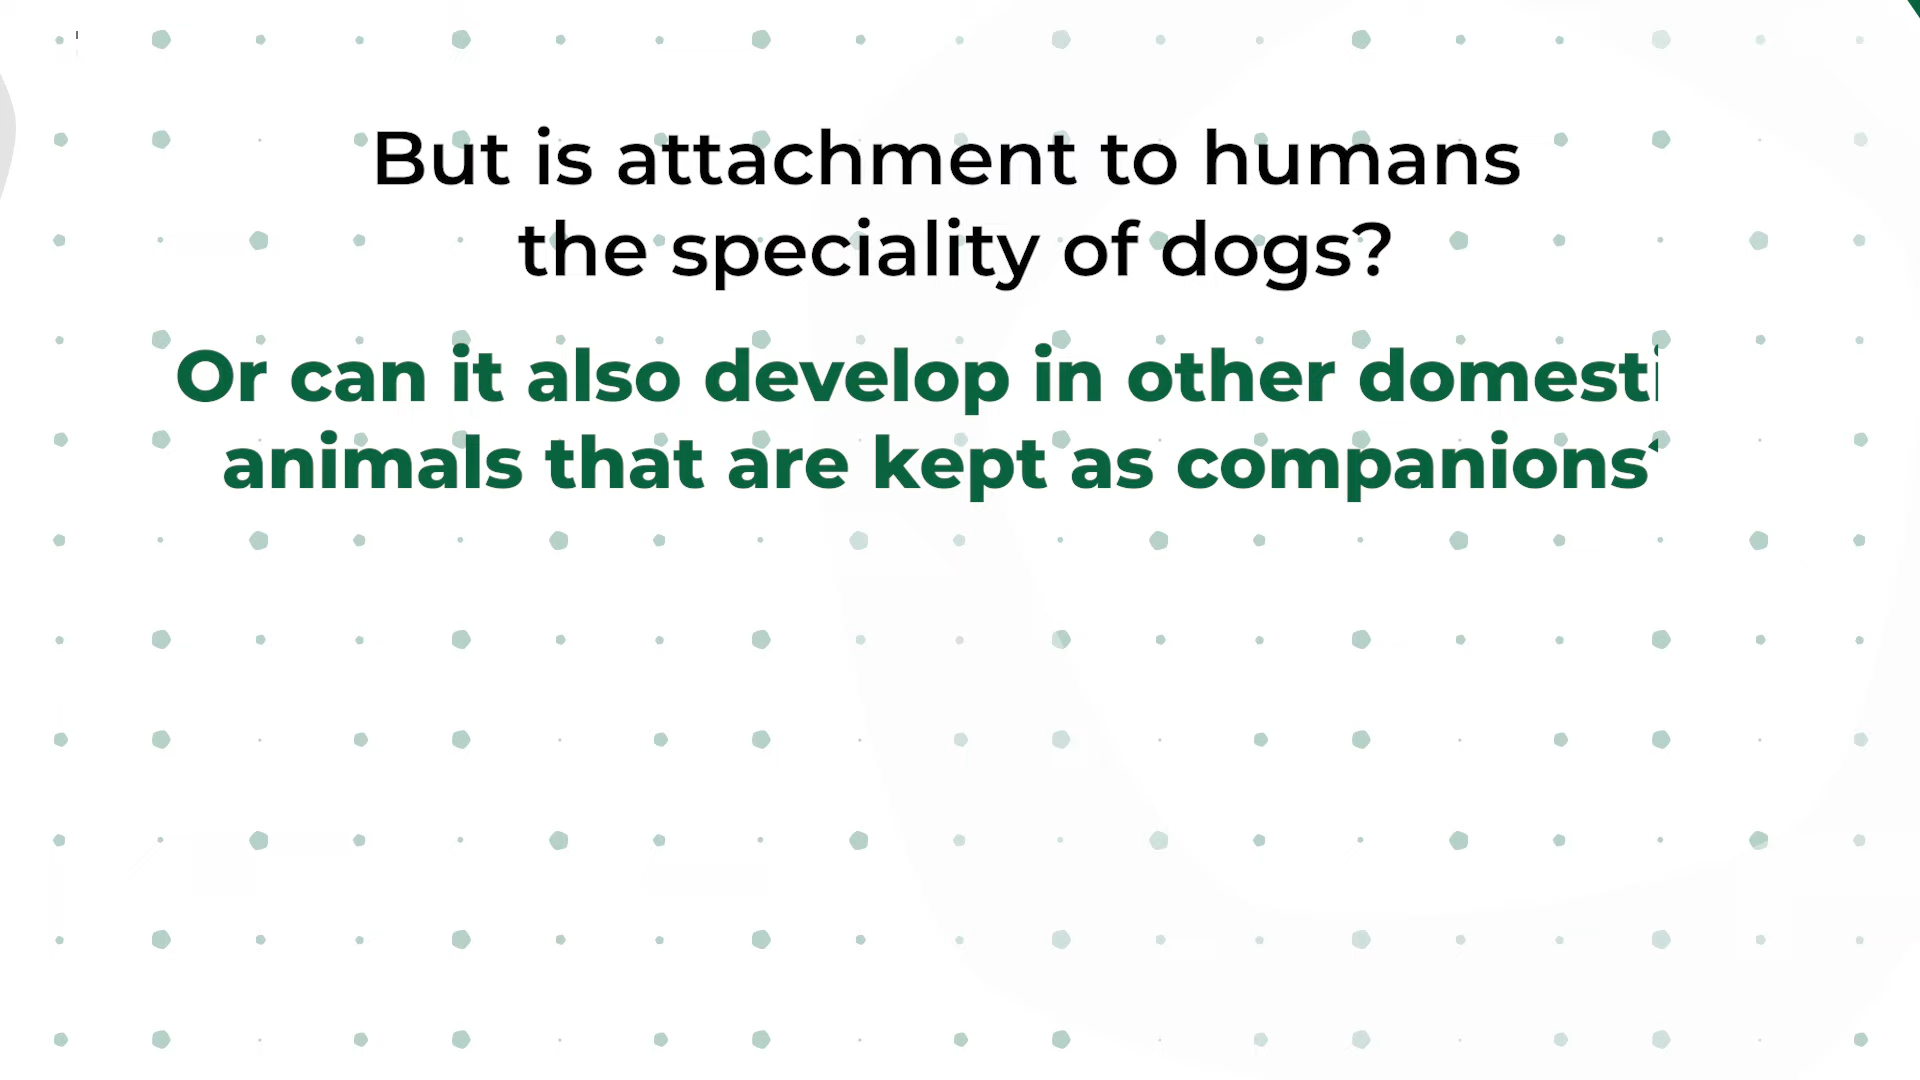 But is attachment to humans
the speciality of dogs?
Or can it also develop in other domesti
animals that are kept as companions?